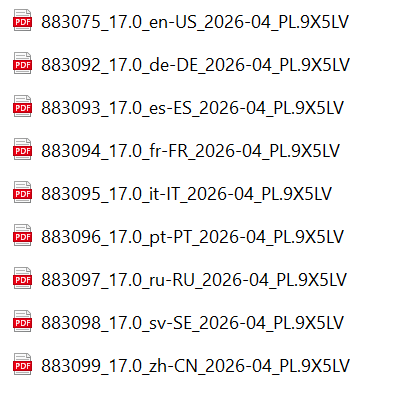 883075_17.0_en-US_2026-04_PL.9X5LV
883092_17.0_de-DE_2026-04_PL.9X5LV
883093_17.0_es-ES_2026-04_PL.9X5LV
883094_17.0_fr-FR_2026-04_PL.9X5LV
883095_17.0_it-IT_2026-04_PL.9X5LV
883096_17.0_pt-PT_2026-04_PL.9X5LV
883097_17.0_ru-RU_2026-04_PL.9X5LV
883098_17.0_sv-SE_2026-04_PL.9X5LV
883099_17.0_zh-CN_2026-04_PL.9X5LV